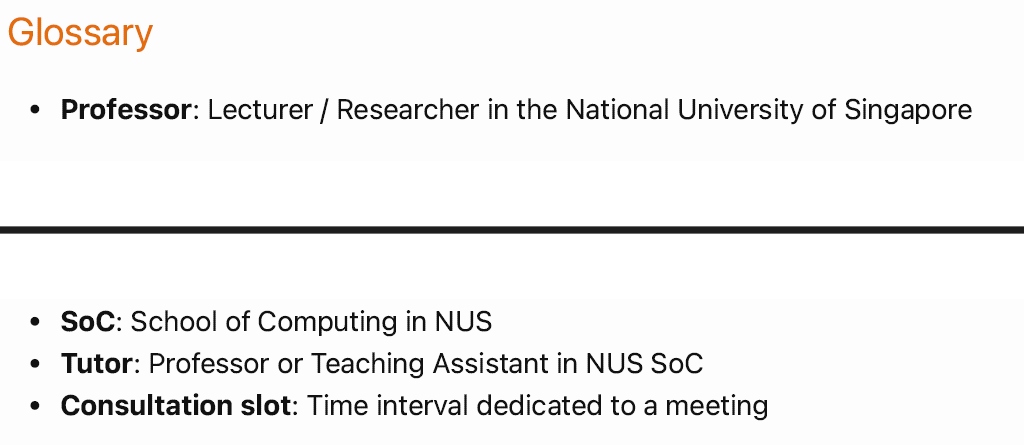 Glossary
• Professor: Lecturer / Researcher in the National University of Singapore
• SoC: School of Computing in NUS
• Tutor: Professor or Teaching Assistant in NUS SoC
• Consultation slot: Time interval dedicated to a meeting